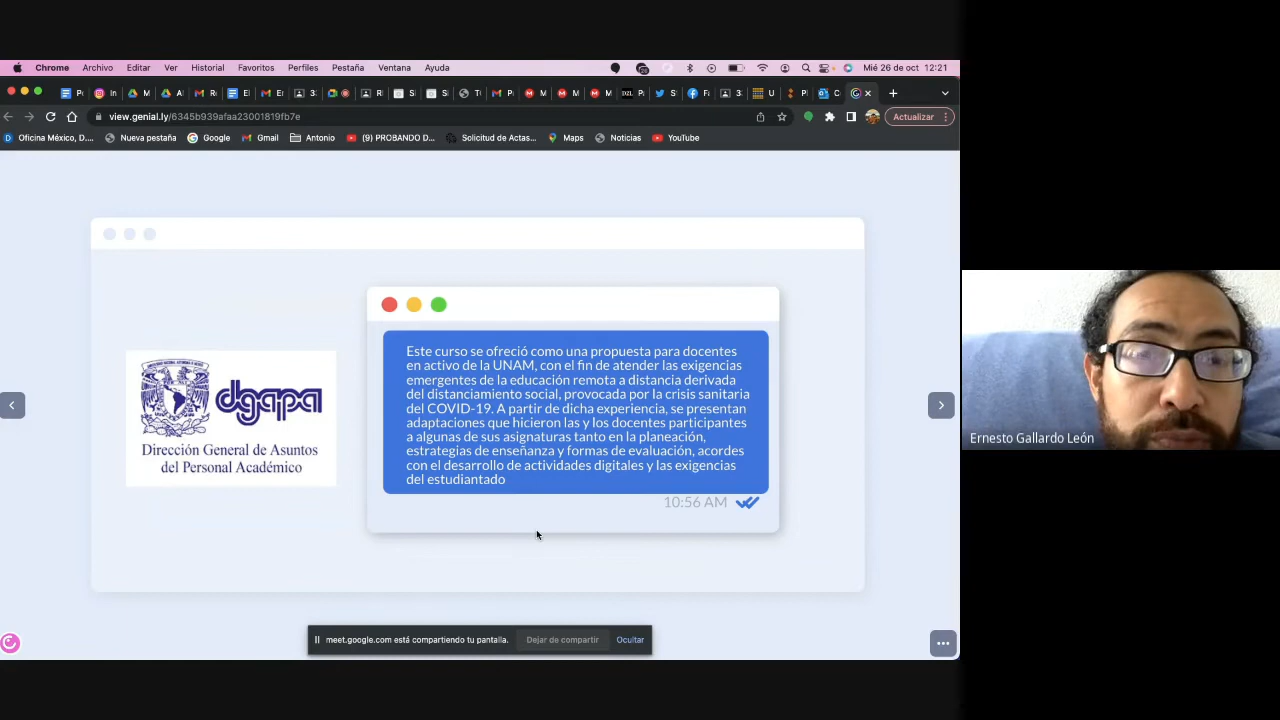 Chrome Archivo Editar Ver Historial Favoritos Perfiles Pestaña Ventana Ayuda
Mié 26 de oct 12:21
view.genial.ly/6345b939afaa23001819fb7e
Actualizar
Oficina México, D.... Nueva pestaña Google Gmail Antonio (9) PROBANDO D... Solicitud de Actas... Maps Noticias YouTube
dgapa
Dirección General de Asuntos
del Personal Académico
Este curso se ofreció como una propuesta para docentes
en activo de la UNAM, con el fin de atender las exigencias
emergentes de la educación remota a distancia derivada
del distanciamiento social, provocada por la crisis sanitaria
del COVID-19. A partir de dicha experiencia, se presentan
adaptaciones que hicieron las y los docentes participantes
a algunas de sus asignaturas tanto en la planeación,
estrategias de enseñanza y formas de evaluación, acordes
con el desarrollo de actividades digitales y las exigencias
del estudiantado
10:56 AM
Ernesto Gallardo León
meet.google.com está compartiendo tu pantalla. Dejar de compartir Ocultar